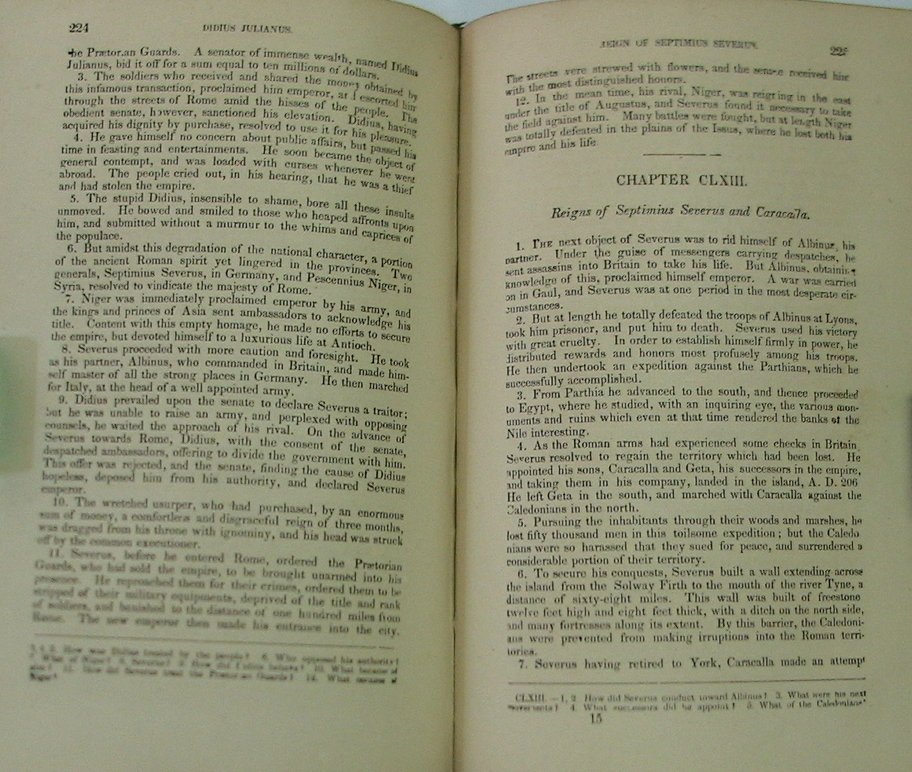 224 DIDIUS JULIANUS.
the Prætorian Guards. A senator of immense wealth, named Didius
Julianus, bid it off for a sum equal to ten millions of dollars.
3. The soldiers who received and shared the money obtained by
this infamous transaction, proclaimed him emperor, and escorted him
through the streets of Rome amid the hisses of the people. The
obedient senate, however, sanctioned his elevation. Didius, having
acquired his dignity by purchase, resolved to use it for his pleasure.
4. He gave himself no concern about public affairs, but passed his
time in feasting and entertainments. He soon became the object of
general contempt, and was loaded with curses whenever he went
abroad. The people cried out, in his hearing, that he was a thief
and had stolen the empire.
5. The stupid Didius, insensible to shame, bore all these insults
unmoved. He bowed and smiled to those who heaped affronts upon
him, and submitted without a murmur to the whims and caprices of
the populace.
6. But amidst this degradation of the national character, a portion
of the ancient Roman spirit yet lingered in the provinces. Two
generals, Septimius Severus, in Germany, and Pescennius Niger, in
Syria, resolved to vindicate the majesty of Rome.
7. Niger was immediately proclaimed emperor by his army, and
the kings and princes of Asia sent ambassadors to acknowledge his
title. Content with this empty homage, he made no efforts to secure
the empire, but devoted himself to a luxurious life at Antioch.
8. Severus proceeded with more caution and foresight. He took
as his partner, Albinus, who commanded in Britain, and made him-
self master of all the strong places in Germany. He then marched
for Italy, at the head of a well appointed army.
9. Didius prevailed upon the senate to declare Severus a traitor;
but he was unable to raise an army, and perplexed with opposing
counsels, he waited the approach of his rival. On the advance of
Severus towards Rome, Didius, with the consent of the senate,
despatched ambassadors, offering to divide the government with him.
This offer was rejected, and the senate, finding the cause of Didius
hopeless, deposed him from his authority, and declared Severus
emperor.
10. The wretched usurper, who had purchased, by an enormous
sum of money, a comfortless and disgraceful reign of three months,
was dragged from his throne with ignominy, and his head was struck
off by the common executioner.
11. Severus, before he entered Rome, ordered the Prætorian
Guards, who had sold the empire, to be brought unarmed into his
presence. He reproached them for their crimes, ordered them to be
stripped of their military equipments, deprived of the title and rank
of soldiers, and banished to the distance of one hundred miles from
Rome. The new emperor then made his entrance into the city.
How was Didius treated by the people? 6. Who opposed his authority?
What of Niger? 8. Severus? 9. How did Didius behave? 10. What became of
him? 11. How did Severus treat the Prætorian Guards? 12. What became of
Niger?
REIGN OF SEPTIMIUS SEVERUS. 225
The streets were strewed with flowers, and the senate received him
with the most distinguished honors.
12. In the mean time, his rival, Niger, was reigning in the east
under the title of Augustus, and Severus found it necessary to take
the field against him. Many battles were fought, but at length Niger
was totally defeated in the plains of the Issus, where he lost both his
empire and his life
CHAPTER CLXIII.
Reigns of Septimius Severus and Caracalla.
1. THE next object of Severus was to rid himself of Albinus, his
partner. Under the guise of messengers carrying despatches, he
sent assassins into Britain to take his life. But Albinus, obtaining
knowledge of this, proclaimed himself emperor. A war was carried
on in Gaul, and Severus was at one period in the most desperate cir-
cumstances.
2. But at length he totally defeated the troops of Albinus at Lyons,
took him prisoner, and put him to death. Severus used his victory
with great cruelty. In order to establish himself firmly in power, he
distributed rewards and honors most profusely among his troops.
He then undertook an expedition against the Parthians, which he
successfully accomplished.
3. From Parthia he advanced to the south, and thence proceeded
to Egypt, where he studied, with an inquiring eye, the various mon-
uments and ruins which even at that time rendered the banks of the
Nile interesting.
4. As the Roman arms had experienced some checks in Britain
Severus resolved to regain the territory which had been lost. He
appointed his sons, Caracalla and Geta, his successors in the empire,
and taking them in his company, landed in the island, A. D. 206
He left Geta in the south, and marched with Caracalla against the
Caledonians in the north.
5. Pursuing the inhabitants through their woods and marshes, he
lost fifty thousand men in this toilsome expedition; but the Caledo
nians were so harassed that they sued for peace, and surrendered a
considerable portion of their territory.
6. To secure his conquests, Severus built a wall extending across
the island from the Solway Firth to the mouth of the river Tyne, a
distance of sixty-eight miles. This wall was built of freestone
twelve feet high and eight feet thick, with a ditch on the north side,
and many fortresses along its extent. By this barrier, the Caledoni-
ans were prevented from making irruptions into the Roman terri-
tories.
7. Severus having retired to York, Caracalla made an attempt
CLXIII.—1, 2. How did Severus conduct toward Albinus? 3. What were his next
movements? 4. What successors did he appoint? 5. What of the Caledonians?
15